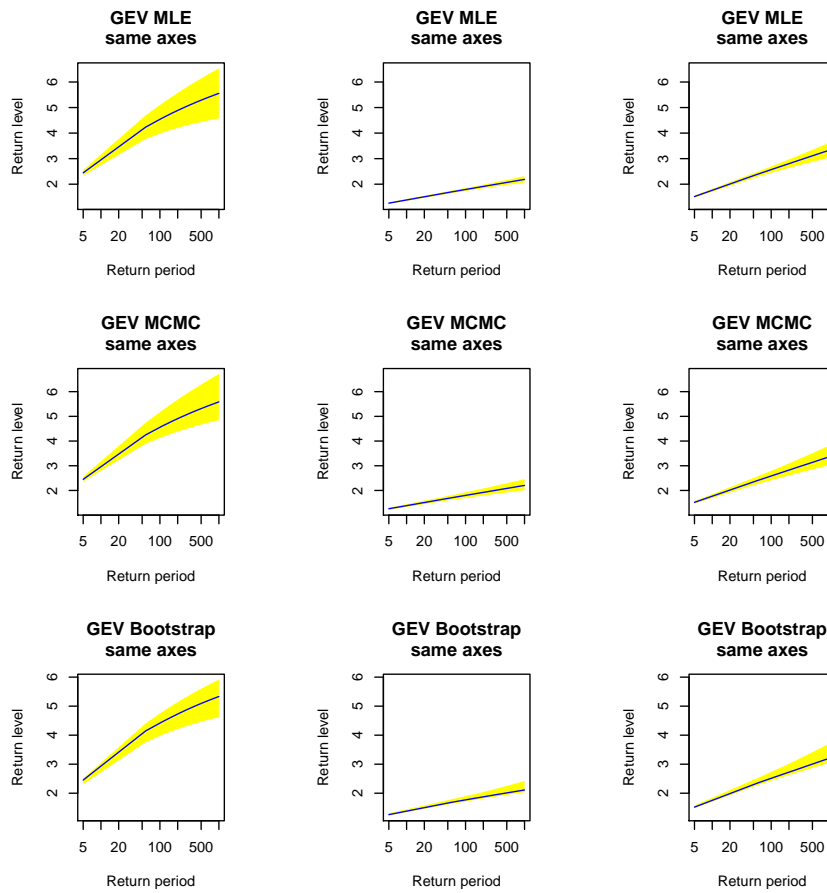 GEV MLE
same axes
GEV MLE
same axes
GEV MLE
same axes
Return level
6
5
4
3
2
5 20 100 500
Return period
Return level
6
5
4
3
2
5 20 100 500
Return period
Return level
6
5
4
3
2
5 20 100 500
Return period
GEV MCMC
same axes
GEV MCMC
same axes
GEV MCMC
same axes
Return level
6
5
4
3
2
5 20 100 500
Return period
Return level
6
5
4
3
2
5 20 100 500
Return period
Return level
6
5
4
3
2
5 20 100 500
Return period
GEV Bootstrap
same axes
GEV Bootstrap
same axes
GEV Bootstrap
same axes
Return level
6
5
4
3
2
5 20 100 500
Return period
Return level
6
5
4
3
2
5 20 100 500
Return period
Return level
6
5
4
3
2
5 20 100 500
Return period